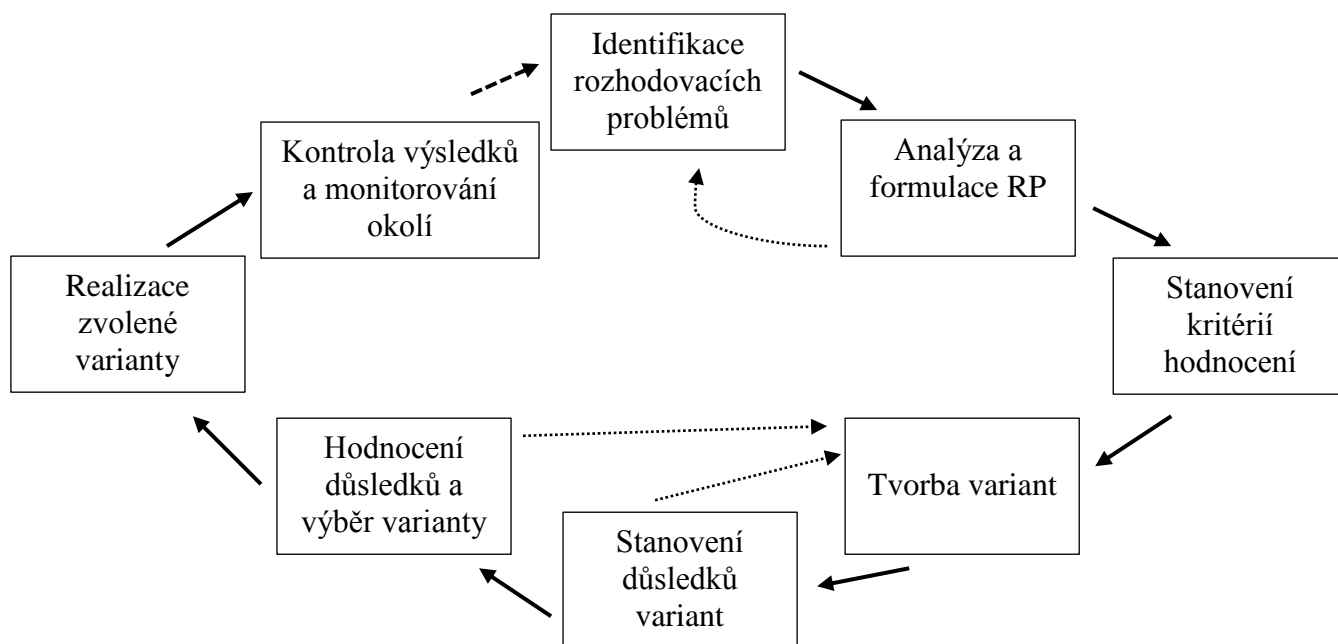 Identifikace
rozhodovacích
problémů
Analýza a
formulace RP
Stanovení
kritérií
hodnocení
Tvorba variant
Stanovení
důsledků
variant
Hodnocení
důsledků a
výběr varianty
Realizace
zvolené
varianty
Kontrola výsledků
a monitorování
okolí